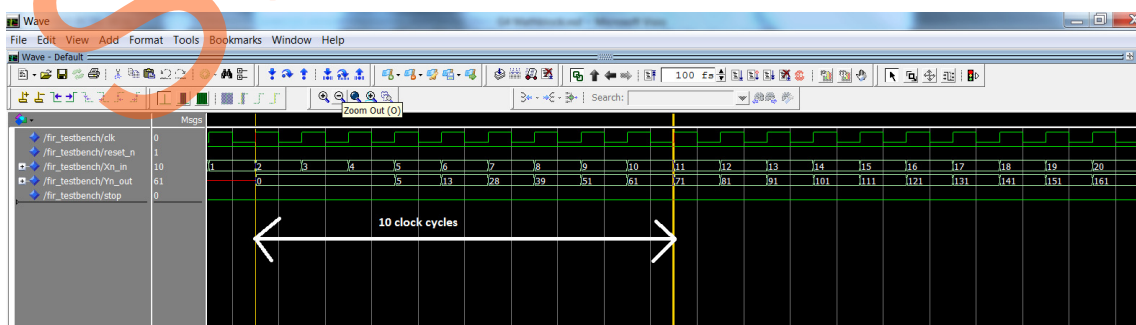 Wave
File Edit View Add Format Tools Bookmarks Window Help
Wave - Default
100 fs
Search:
Zoom Out (O)
Msgs
/fir_testbench/clk 0
/fir_testbench/reset_n 1
/fir_testbench/Xn_in 10 1 2 3 4 5 6 7 8 9 10 11 12 13 14 15 16 17 18 19 20
/fir_testbench/Yn_out 61 0 5 13 28 39 51 61 71 81 91 101 111 121 131 141 151 161
/fir_testbench/stop 0
10 clock cycles